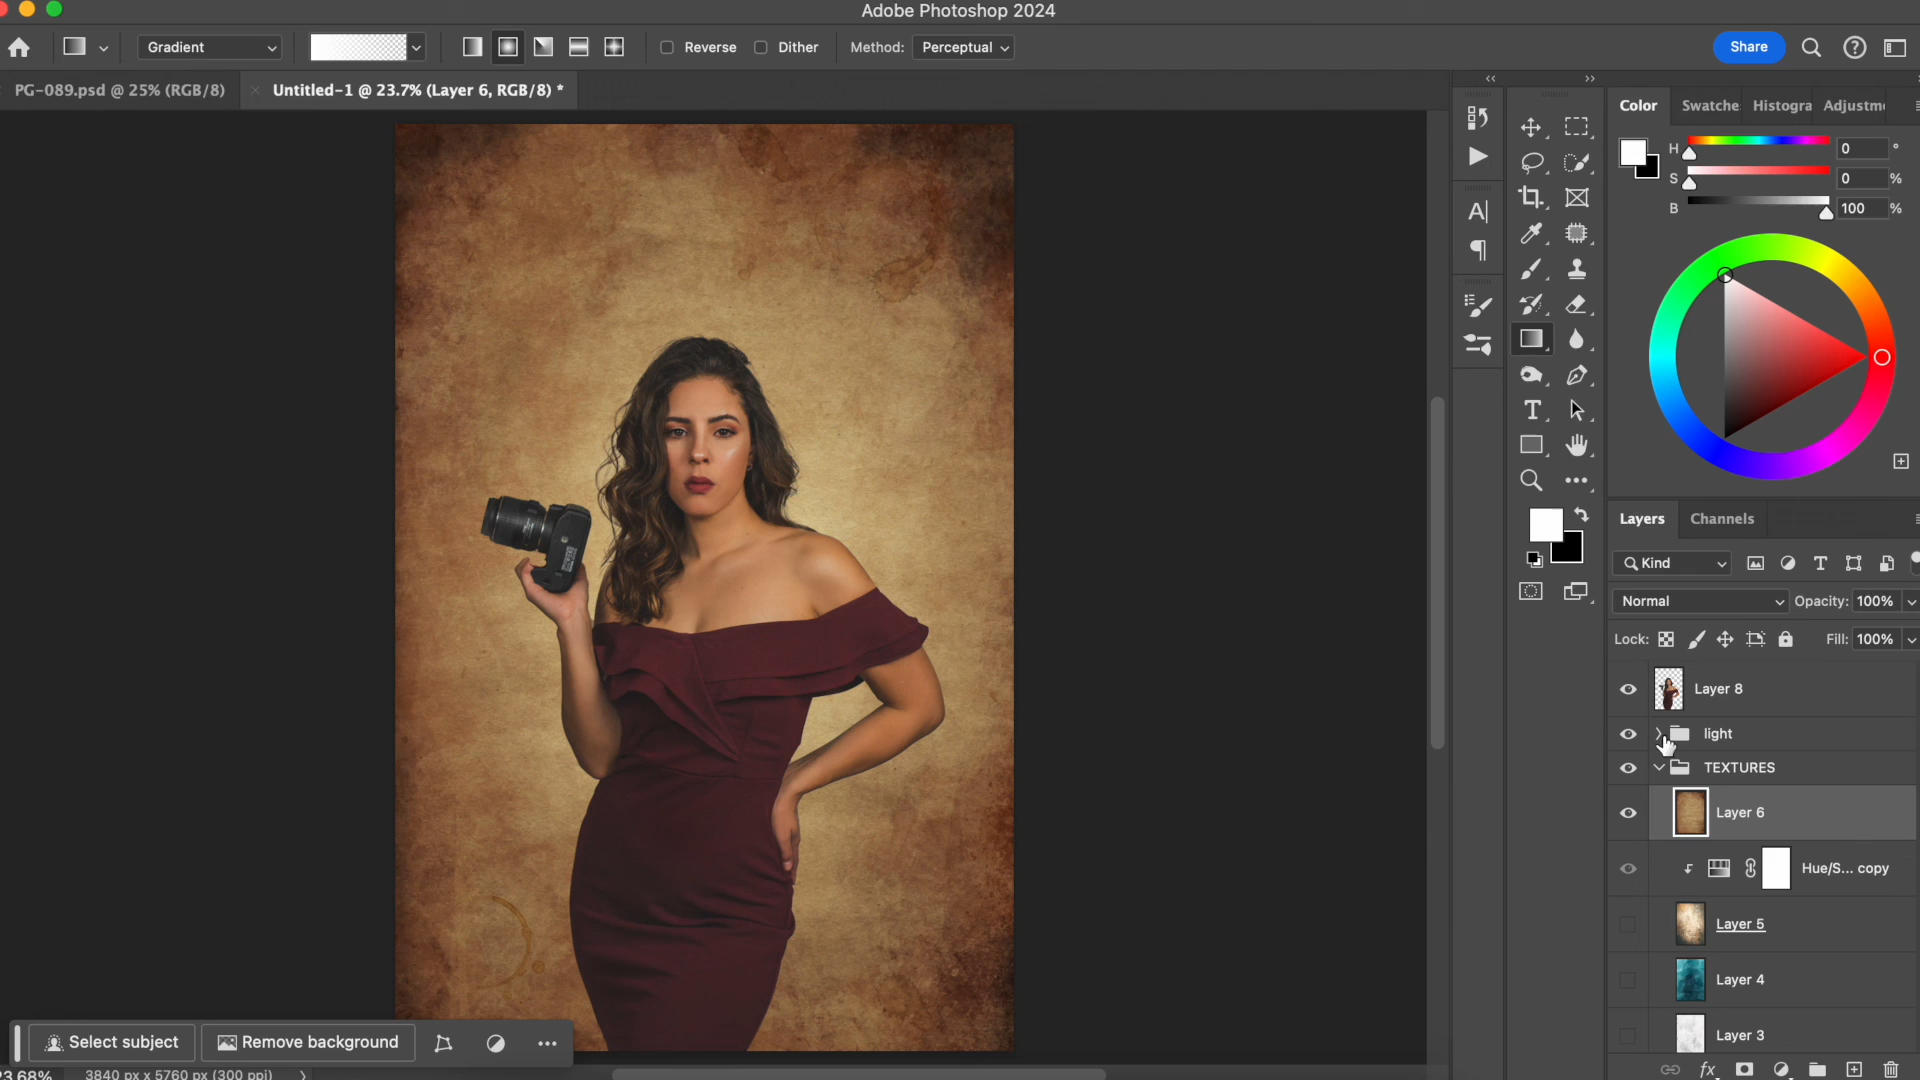 Adobe Photoshop 2024
Gradient
Reverse
Dither
Method: Perceptual
Share
PG-089.psd @ 25% (RGB/8)
Untitled-1 @ 23.7% (Layer 6, RGB/8) *
Color Swatche Histogra Adjustm
H 0 °
S 0 %
B 100 %
Layers Channels
Kind
Normal Opacity: 100%
Lock: Fill: 100%
Layer 8
light
TEXTURES
Layer 6
Hue/S... copy
Layer 5
Layer 4
Layer 3
Select subject Remove background
23.68% 3840 px x 5760 px (300 ppi)